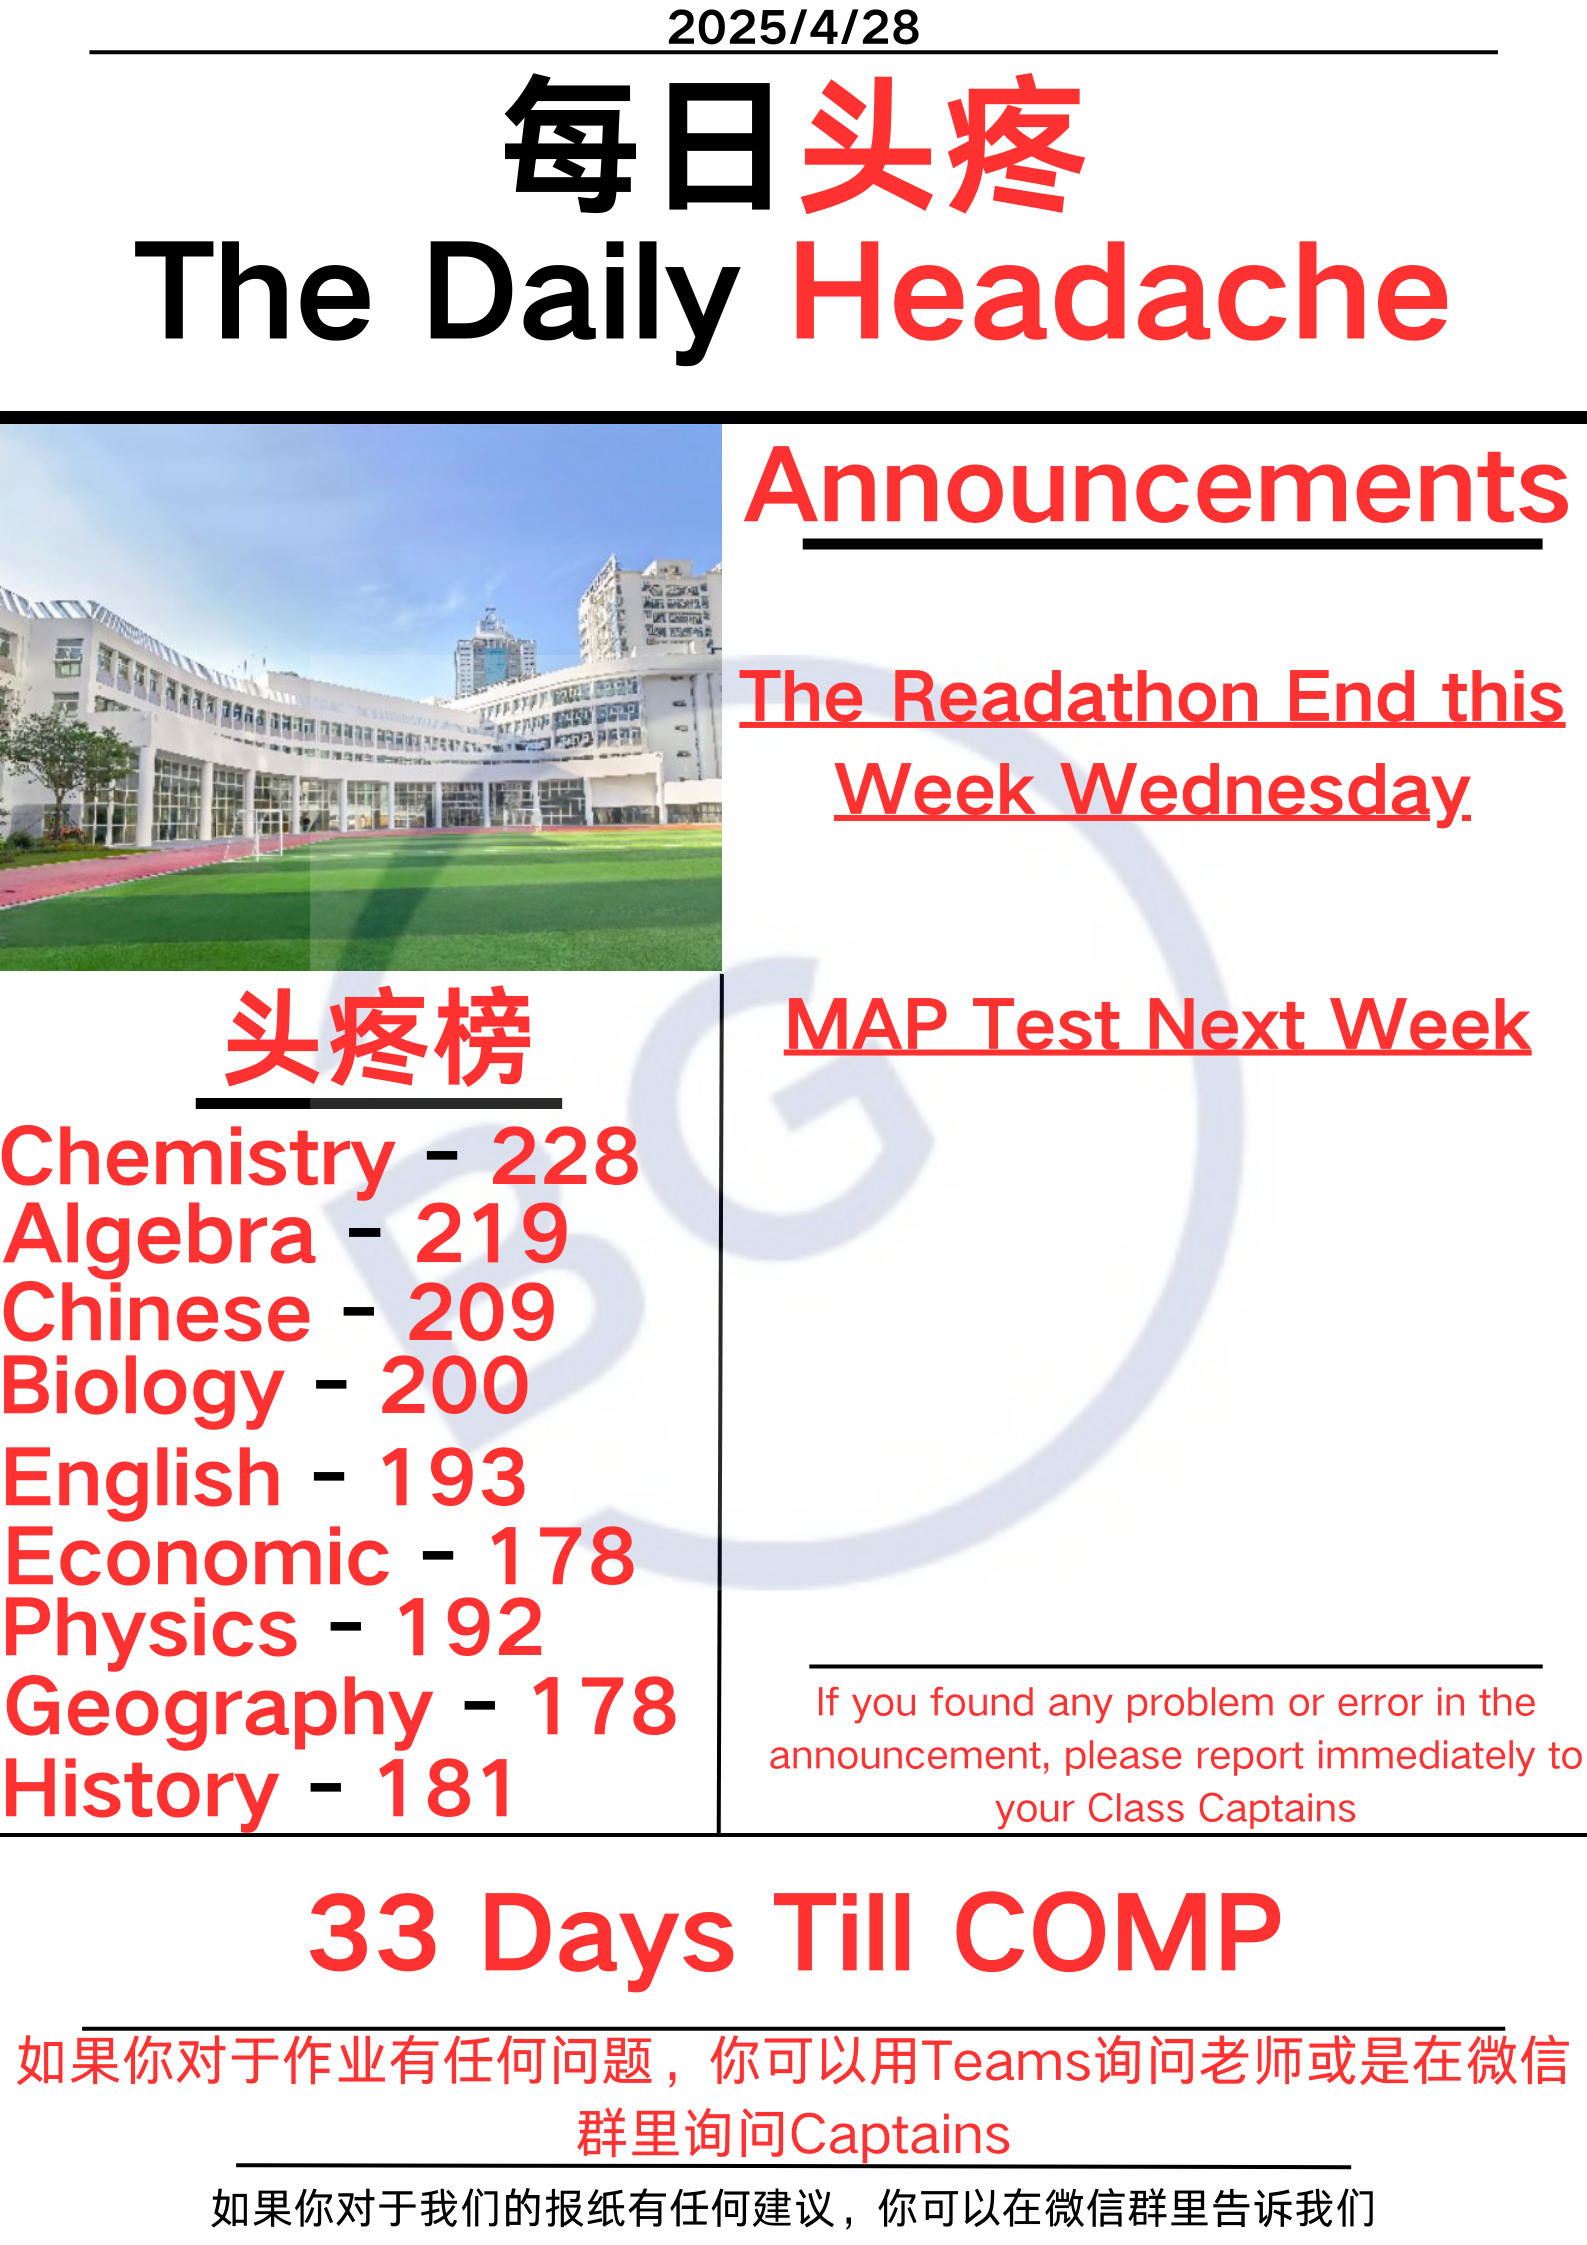 2025/4/28
每日头疼
The Daily Headache
Announcements
The Readathon End this
Week Wednesday
MAP Test Next Week
头疼榜
Chemistry - 228
Algebra - 219
Chinese - 209
Biology - 200
English - 193
Economic - 178
Physics - 192
Geography - 178
History - 181
BG
If you found any problem or error in the
announcement, please report immediately to
your Class Captains
33 Days Till COMP
如果你对于作业有任何问题，你可以用Teams询问老师或是在微信
群里询问Captains
如果你对于我们的报纸有任何建议，你可以在微信群里告诉我们